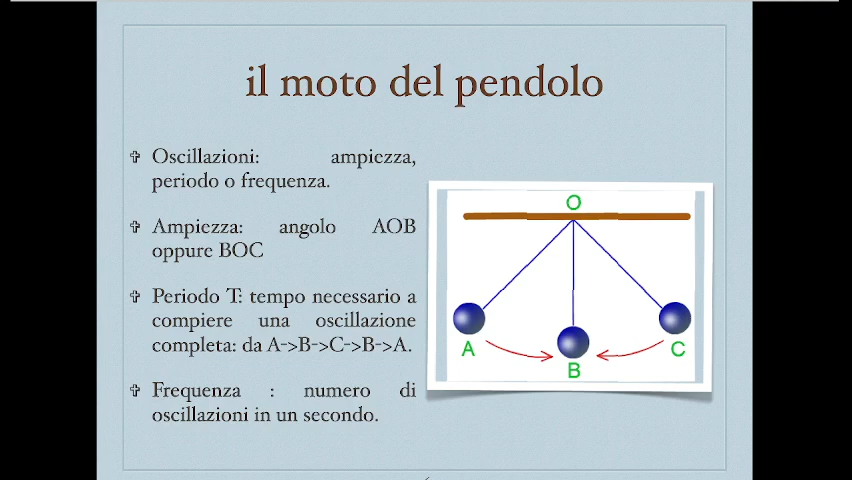 il moto del pendolo
Oscillazioni: ampiezza,
periodo o frequenza.
Ampiezza: angolo AOB
oppure BOC
Periodo T: tempo necessario a
compiere una oscillazione
completa: da A->B->C->B->A.
Frequenza : numero di
oscillazioni in un secondo.
O
A
C
B